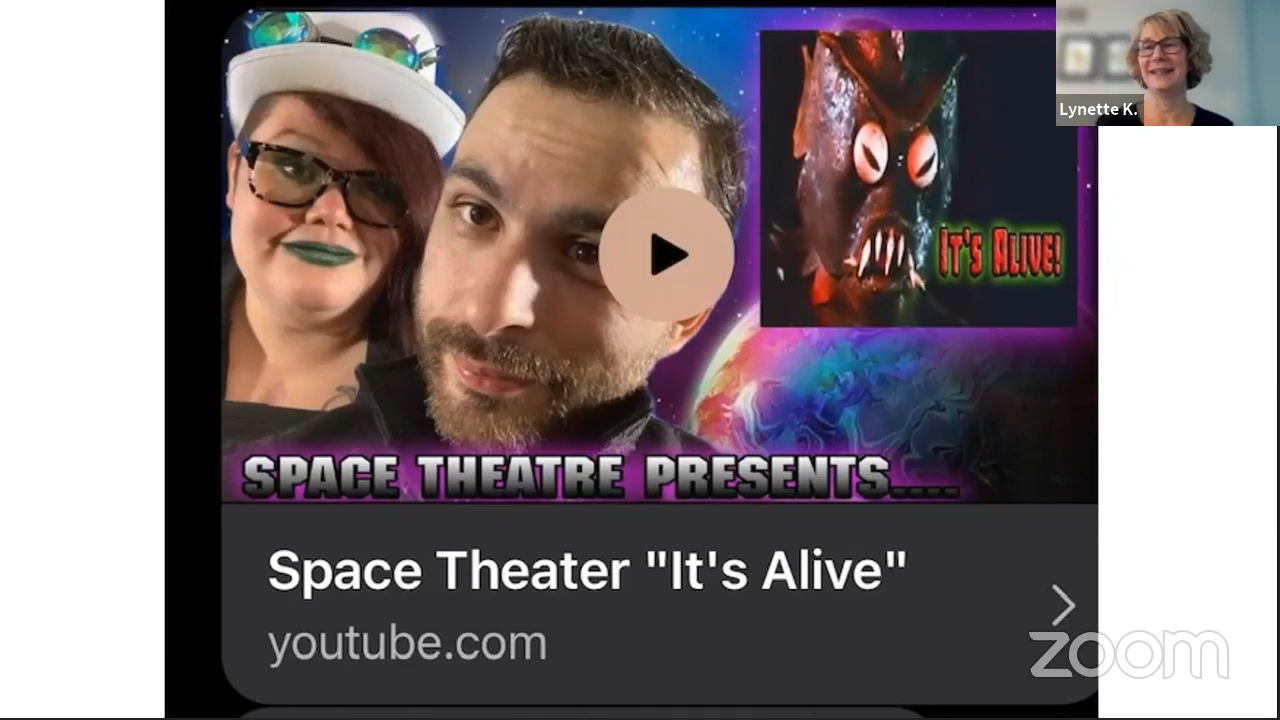 Lynette K.
It's Alive!
SPACE THEATRE PRESENTS....
Space Theater "It's Alive"
youtube.com
zoom